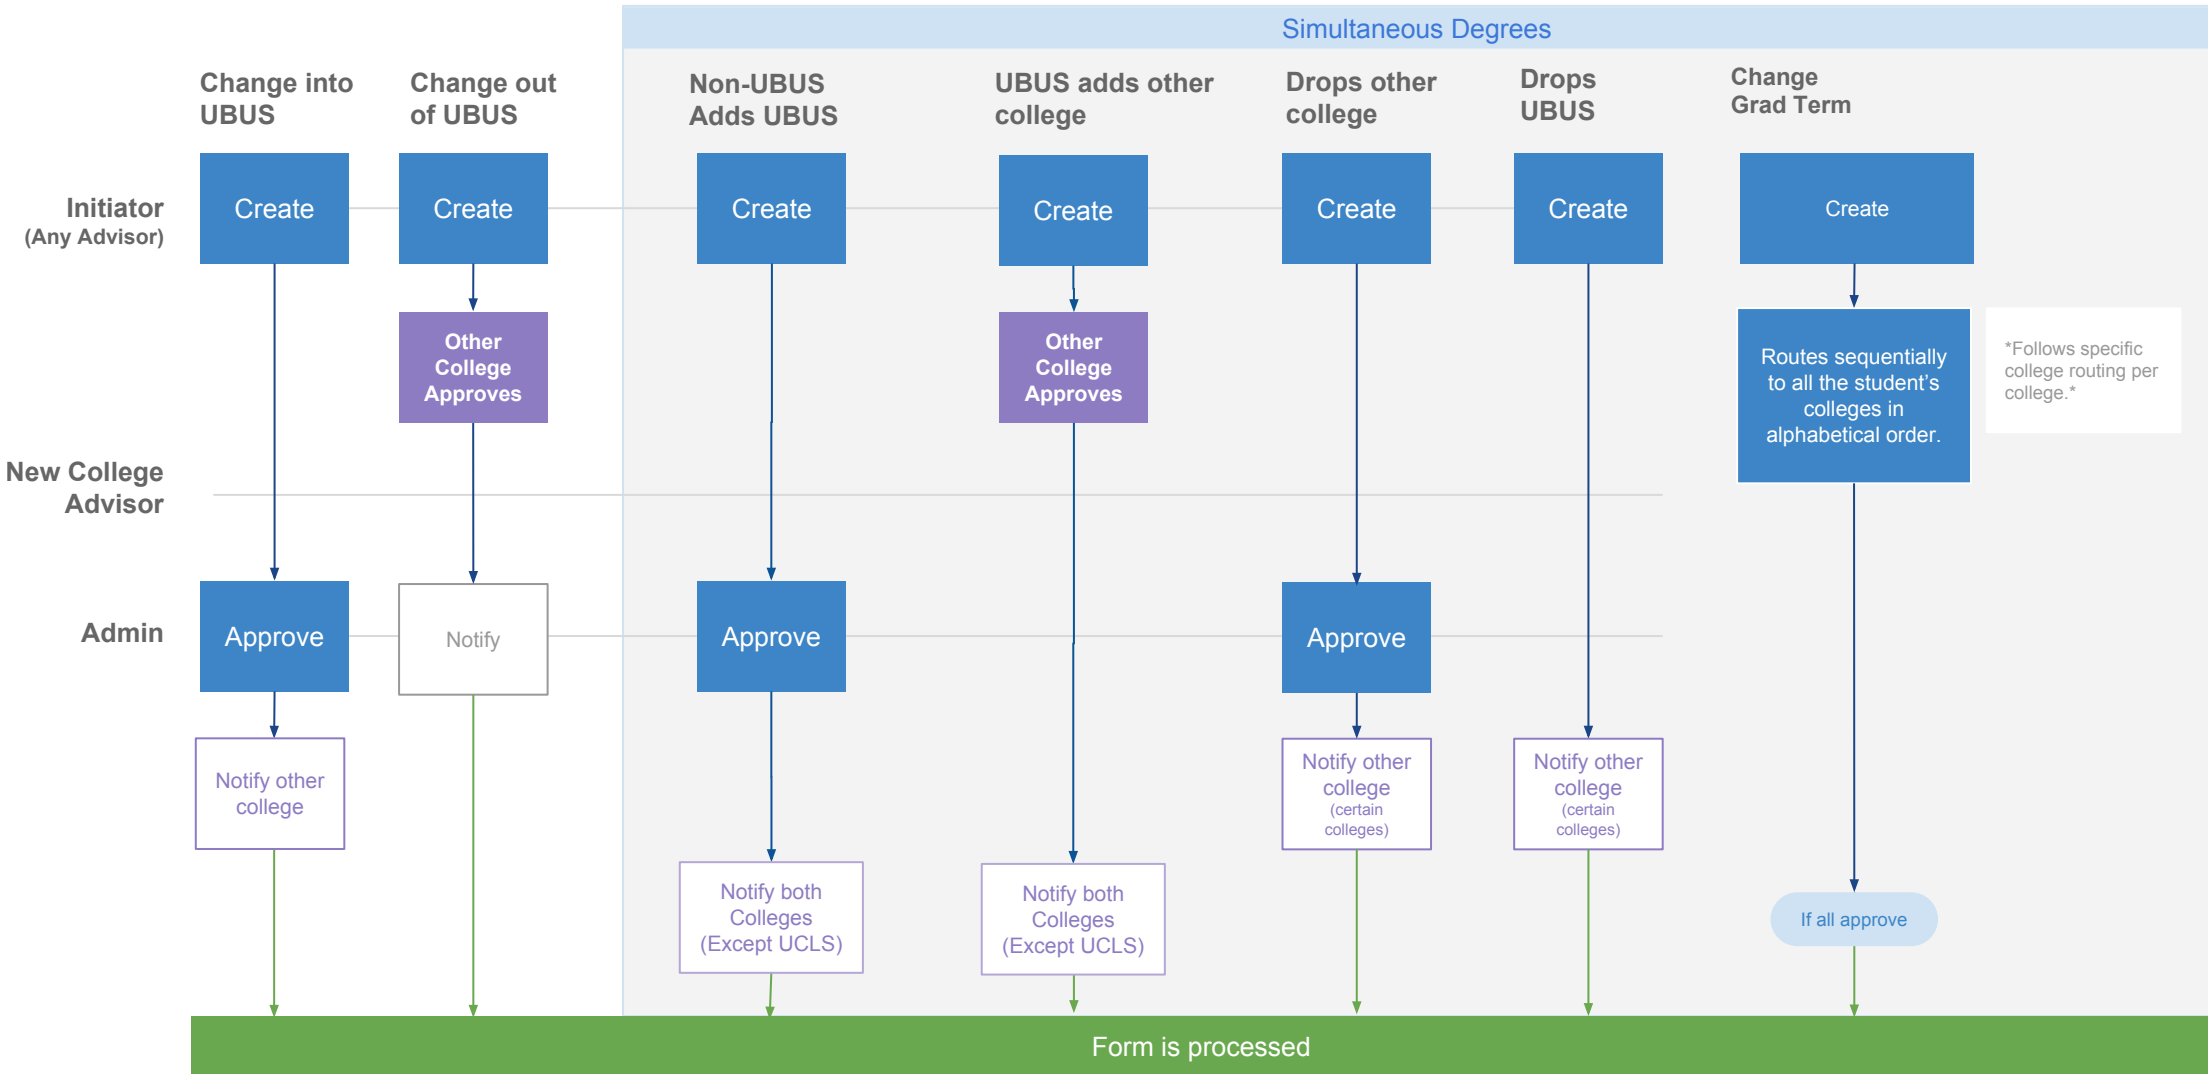 Simultaneous Degrees
Change into
UBUS
Change out
of UBUS
Non-UBUS
Adds UBUS
UBUS adds other
college
Drops other
college
Drops
UBUS
Change
Grad Term
Initiator
(Any Advisor)
Create
Create
Create
Create
Create
Create
Create
Other
College
Approves
Other
College
Approves
Routes sequentially
to all the student’s
colleges in
alphabetical order.
*Follows specific
college routing per
college.*
New College
Advisor
Admin
Approve
Notify
Approve
Approve
Notify other
college
Notify other
college
(certain
colleges)
Notify other
college
(certain
colleges)
Notify both
Colleges
(Except UCLS)
Notify both
Colleges
(Except UCLS)
If all approve
Form is processed